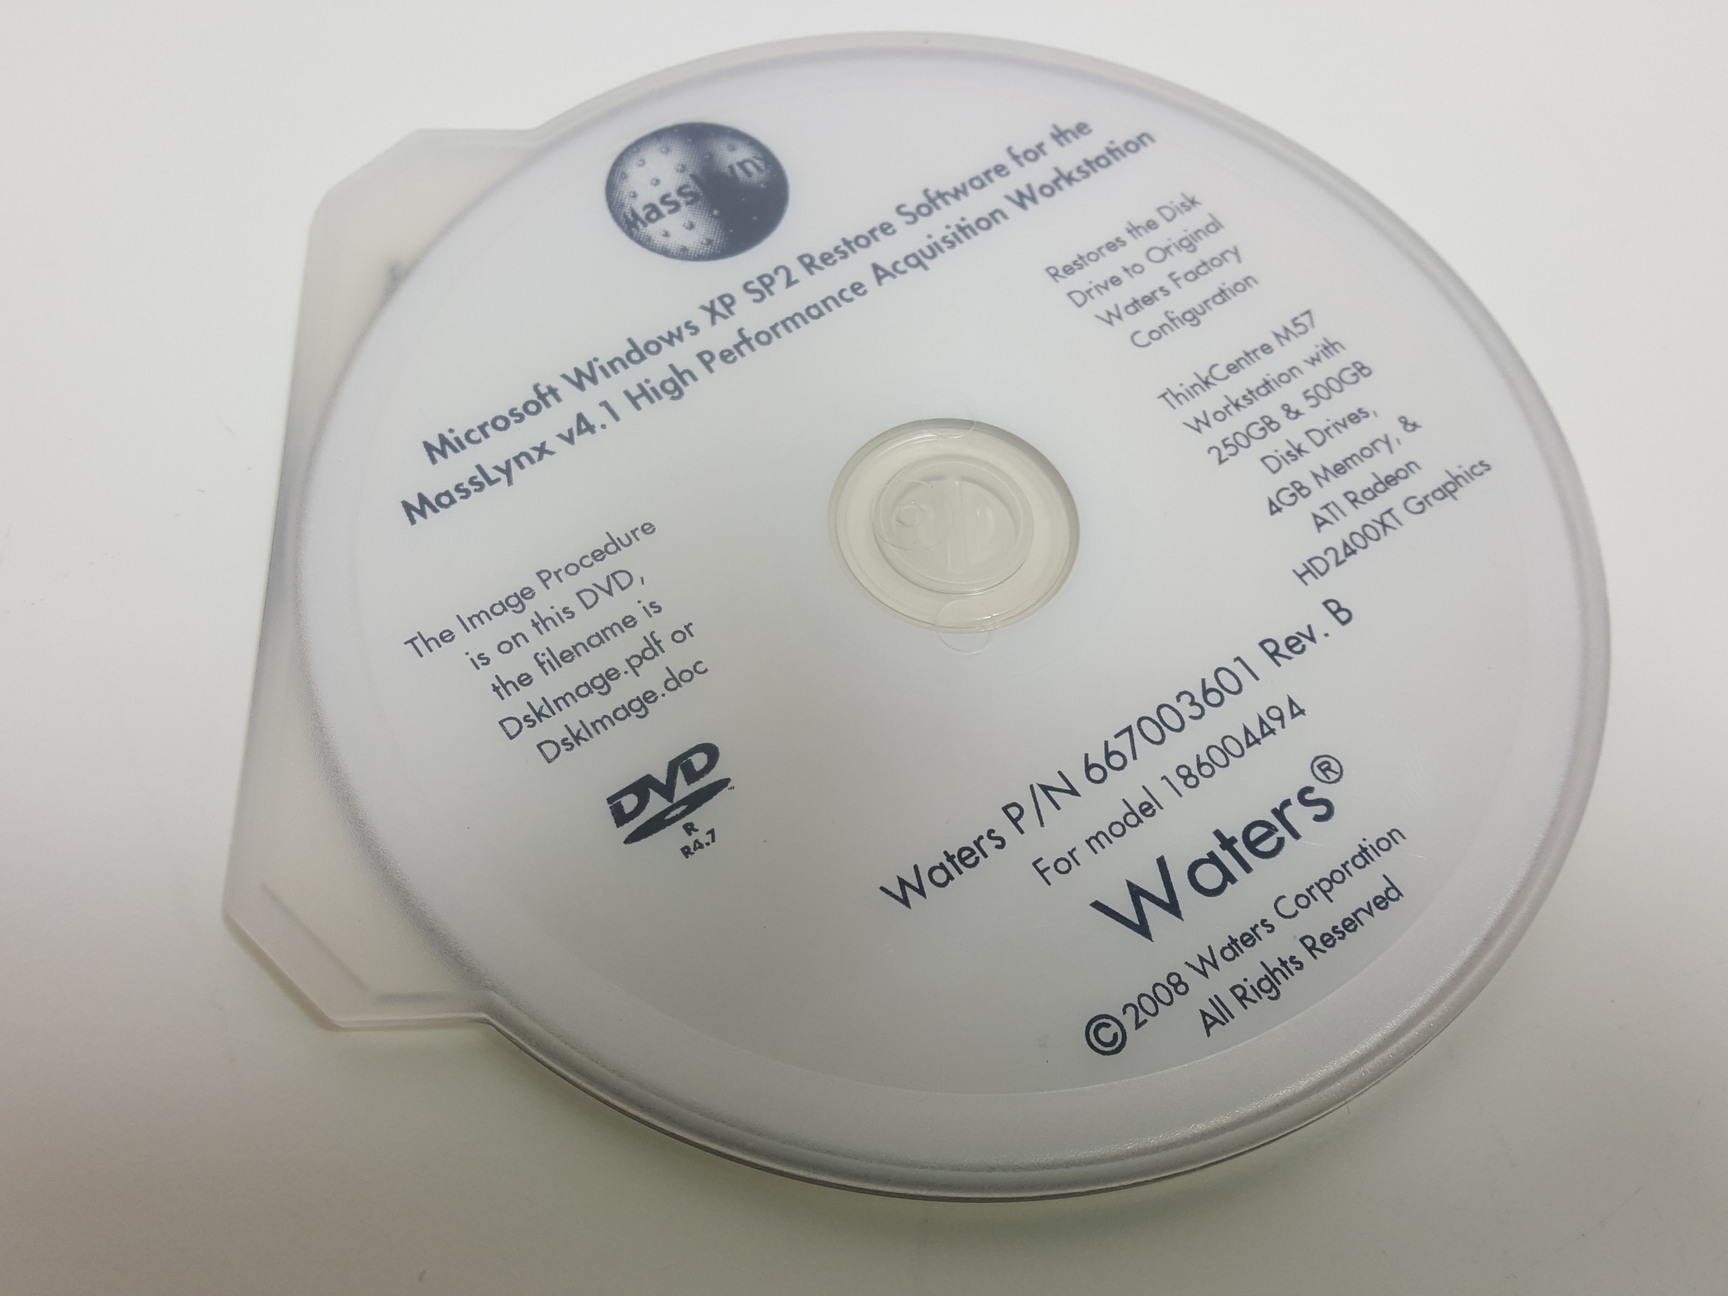 MassLynx
Microsoft Windows XP SP2 Restore Software for the
MassLynx v4.1 High Performance Acquisition Workstation
Restores the Disk
Drive to Original
Waters Factory
Configuration
ThinkCentre M57
Workstation with
250GB & 500GB
Disk Drives,
4GB Memory, &
ATI Radeon
HD2400XT Graphics
The Image Procedure
is on this DVD,
the filename is
DskImage.pdf or
DskImage.doc
DVD
R
R4.7
Waters P/N 667003601 Rev. B
For model 186004494
Waters®
©2008 Waters Corporation
All Rights Reserved